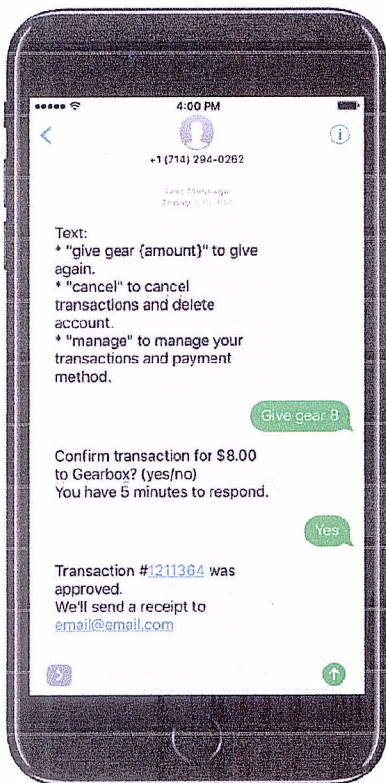 4:00 PM
+1 (714) 294-0262
Text Message
Text:
* "give gear {amount}" to give
again.
* "cancel" to cancel
transactions and delete
account.
* "manage" to manage your
transactions and payment
method.
Give gear 8
Confirm transaction for $8.00
to Gearbox? (yes/no)
You have 5 minutes to respond.
Yes
Transaction #1211364 was
approved.
We'll send a receipt to
email@email.com